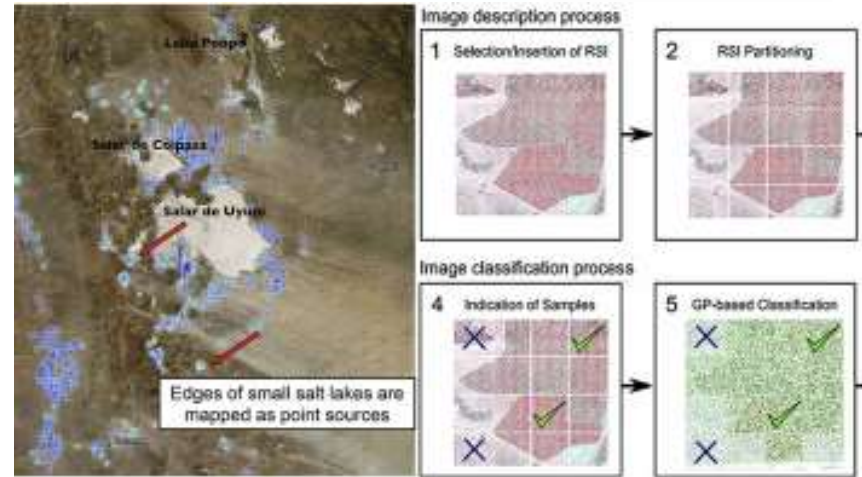 Lake Poopo
Salar de Coipasa
Salar de Uyuni
Edges of small salt lakes are
mapped as point sources
Image description process
1 Selection/Insertion of RSI
2 RSI Partitioning
Image classification process
4 Indication of Samples
5 GP-based Classification